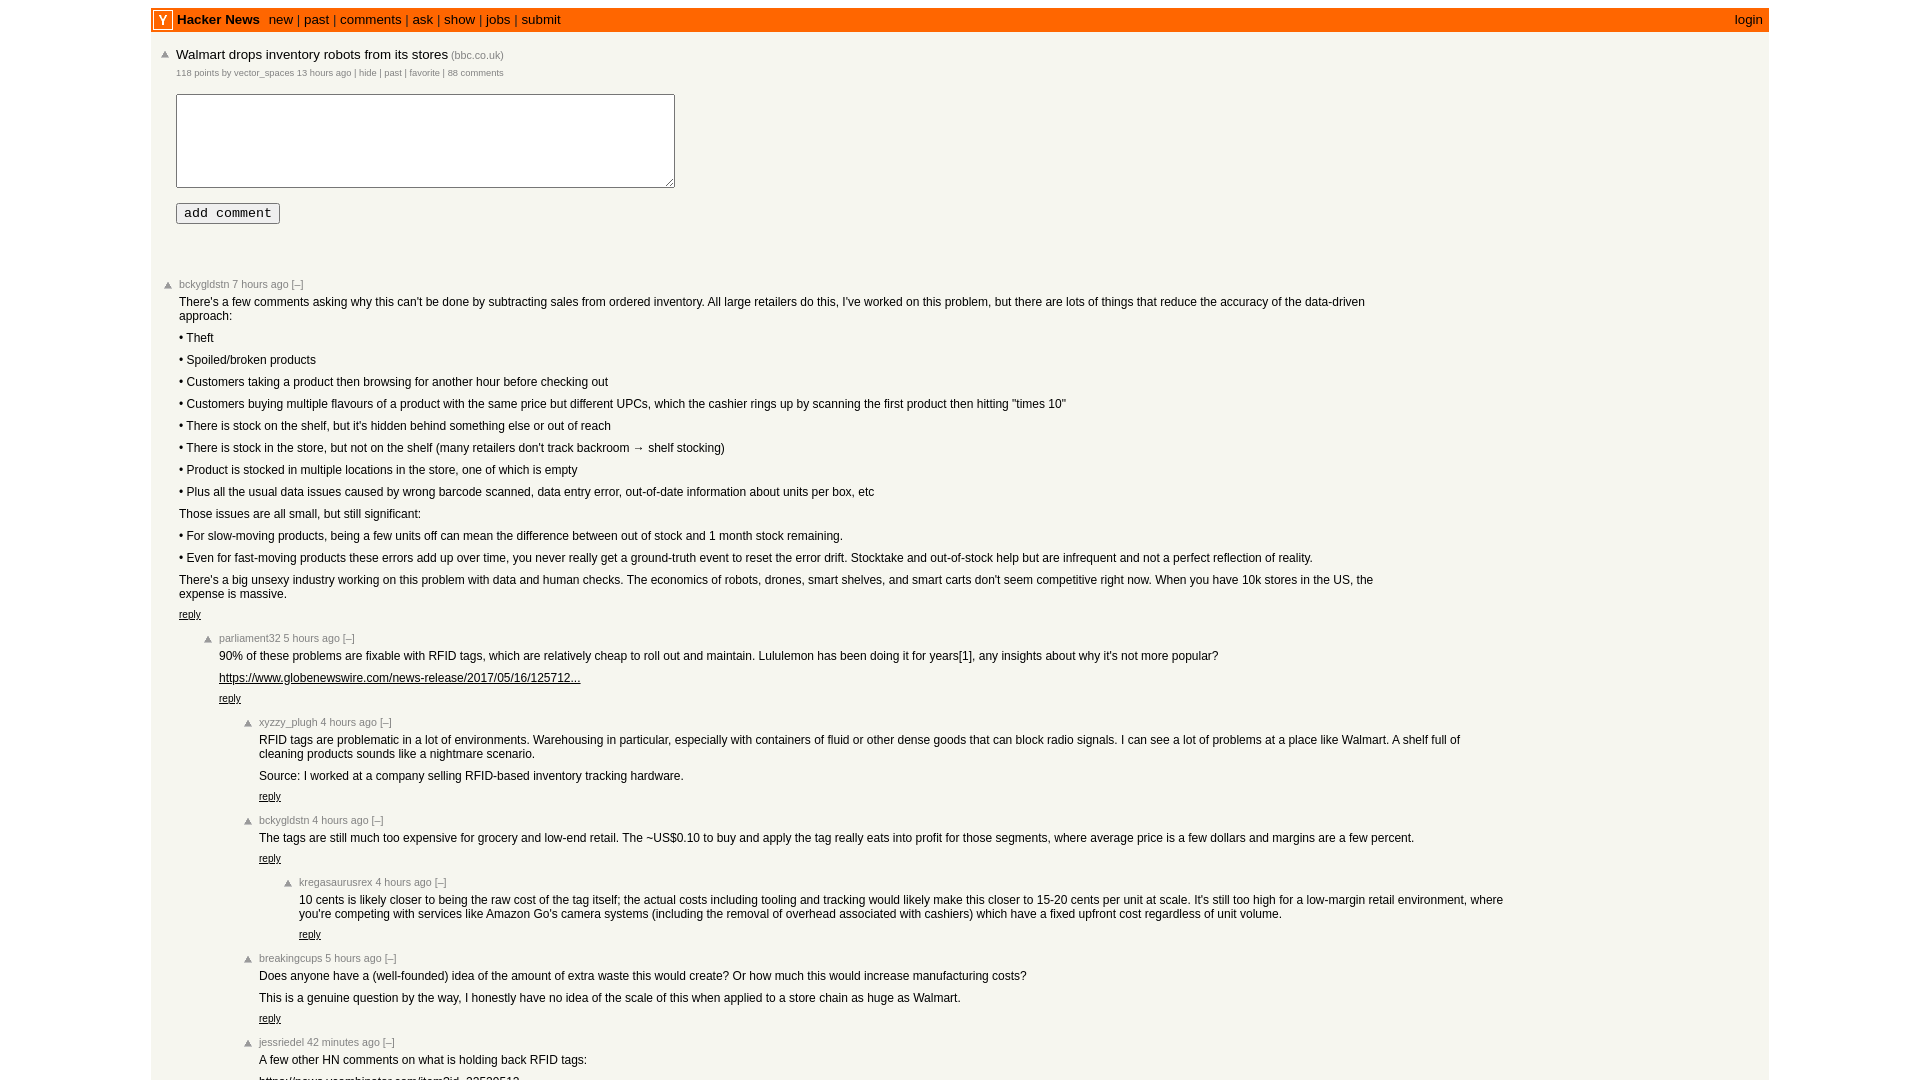 Y Hacker News new | past | comments | ask | show | jobs | submit login
Walmart drops inventory robots from its stores (bbc.co.uk)
118 points by vector_spaces 13 hours ago | hide | past | favorite | 88 comments
add comment
bckygldstn 7 hours ago [–]
There's a few comments asking why this can't be done by subtracting sales from ordered inventory. All large retailers do this, I've worked on this problem, but there are lots of things that reduce the accuracy of the data-driven
approach:
• Theft
• Spoiled/broken products
• Customers taking a product then browsing for another hour before checking out
• Customers buying multiple flavours of a product with the same price but different UPCs, which the cashier rings up by scanning the first product then hitting "times 10"
• There is stock on the shelf, but it's hidden behind something else or out of reach
• There is stock in the store, but not on the shelf (many retailers don't track backroom → shelf stocking)
• Product is stocked in multiple locations in the store, one of which is empty
• Plus all the usual data issues caused by wrong barcode scanned, data entry error, out-of-date information about units per box, etc
Those issues are all small, but still significant:
• For slow-moving products, being a few units off can mean the difference between out of stock and 1 month stock remaining.
• Even for fast-moving products these errors add up over time, you never really get a ground-truth event to reset the error drift. Stocktake and out-of-stock help but are infrequent and not a perfect reflection of reality.
There's a big unsexy industry working on this problem with data and human checks. The economics of robots, drones, smart shelves, and smart carts don't seem competitive right now. When you have 10k stores in the US, the
expense is massive.
reply
parliament32 5 hours ago [–]
90% of these problems are fixable with RFID tags, which are relatively cheap to roll out and maintain. Lululemon has been doing it for years[1], any insights about why it's not more popular?
https://www.globenewswire.com/news-release/2017/05/16/125712...
reply
xyzzy_plugh 4 hours ago [–]
RFID tags are problematic in a lot of environments. Warehousing in particular, especially with containers of fluid or other dense goods that can block radio signals. I can see a lot of problems at a place like Walmart. A shelf full of
cleaning products sounds like a nightmare scenario.
Source: I worked at a company selling RFID-based inventory tracking hardware.
reply
bckygldstn 4 hours ago [–]
The tags are still much too expensive for grocery and low-end retail. The ~US$0.10 to buy and apply the tag really eats into profit for those segments, where average price is a few dollars and margins are a few percent.
reply
kregasaurusrex 4 hours ago [–]
10 cents is likely closer to being the raw cost of the tag itself; the actual costs including tooling and tracking would likely make this closer to 15-20 cents per unit at scale. It's still too high for a low-margin retail environment, where
you're competing with services like Amazon Go's camera systems (including the removal of overhead associated with cashiers) which have a fixed upfront cost regardless of unit volume.
reply
breakingcups 5 hours ago [–]
Does anyone have a (well-founded) idea of the amount of extra waste this would create? Or how much this would increase manufacturing costs?
This is a genuine question by the way, I honestly have no idea of the scale of this when applied to a store chain as huge as Walmart.
reply
jessriedel 42 minutes ago [–]
A few other HN comments on what is holding back RFID tags: